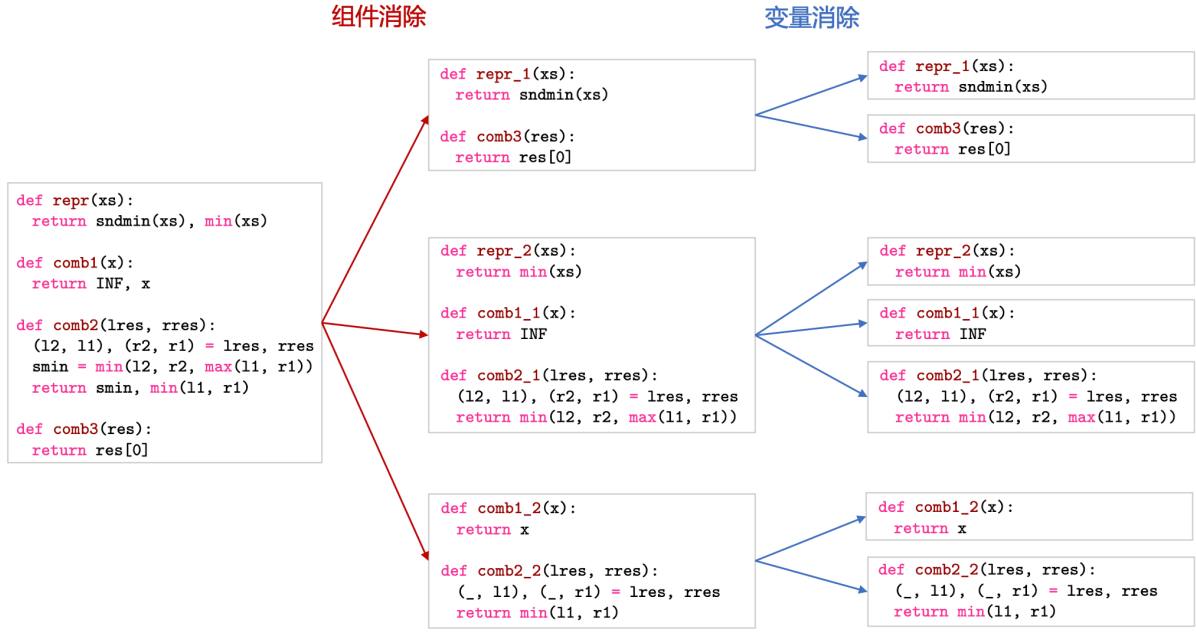 组件消除
变量消除
def repr(xs):
return sndmin(xs), min(xs)
def comb1(x):
return INF, x
def comb2(lres, rres):
(l2, l1), (r2, r1) = lres, rres
smin = min(l2, r2, max(l1, r1))
return smin, min(l1, r1)
def comb3(res):
return res[0]
def repr_1(xs):
return sndmin(xs)
def comb3(res):
return res[0]
def repr_2(xs):
return min(xs)
def comb1_1(x):
return INF
def comb2_1(lres, rres):
(l2, l1), (r2, r1) = lres, rres
return min(l2, r2, max(l1, r1))
def comb1_2(x):
return x
def comb2_2(lres, rres):
(_, l1), (_, r1) = lres, rres
return min(l1, r1)
def repr_1(xs):
return sndmin(xs)
def comb3(res):
return res[0]
def repr_2(xs):
return min(xs)
def comb1_1(x):
return INF
def comb2_1(lres, rres):
(l2, l1), (r2, r1) = lres, rres
return min(l2, r2, max(l1, r1))
def comb1_2(x):
return x
def comb2_2(lres, rres):
(_, l1), (_, r1) = lres, rres
return min(l1, r1)